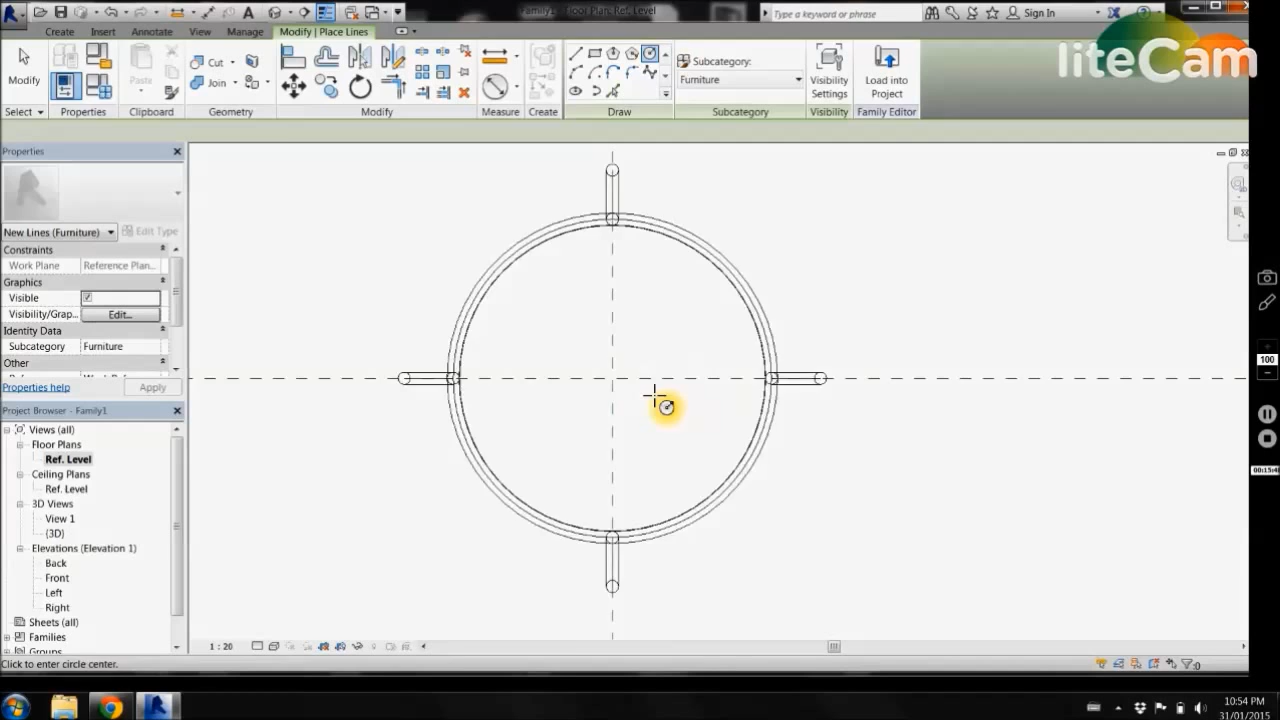 Family1 - Floor Plan: Ref. Level
Type a keyword or phrase
Sign In
Create Insert Annotate View Manage Modify | Place Lines
liteCam
Modify
Paste
Cut
Join
Subcategory:
Furniture
Visibility Settings
Load into Project
Select Properties Clipboard Geometry Modify Measure Create Draw Subcategory Visibility Family Editor
Properties
New Lines (Furniture)
Edit Type
Constraints
Work Plane Reference Plan...
Graphics
Visible
Visibility/Grap... Edit...
Identity Data
Subcategory Furniture
Other
Properties help
Apply
Project Browser - Family1
Views (all)
Floor Plans
Ref. Level
Ceiling Plans
Ref. Level
3D Views
View 1
{3D}
Elevations (Elevation 1)
Back
Front
Left
Right
Sheets (all)
Families
Groups
1 : 20
100
Click to enter circle center.
:0
10:54 PM
31/01/2015